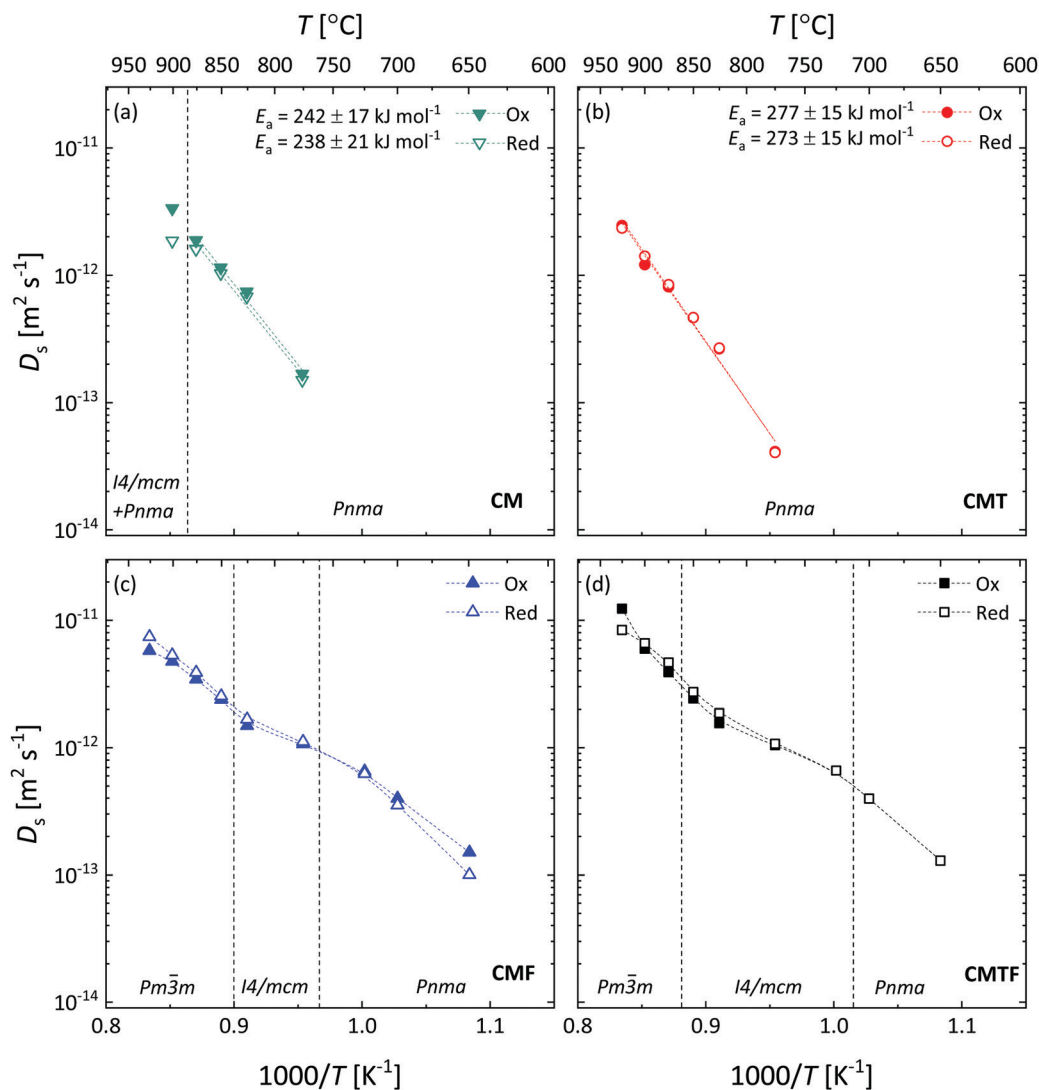 T [°C]
T [°C]
950 900 850 800 750 700 650 600
950 900 850 800 750 700 650 600
(a)
Eₐ = 242 ± 17 kJ mol⁻¹
Ox
Eₐ = 238 ± 21 kJ mol⁻¹
Red
(b)
Eₐ = 277 ± 15 kJ mol⁻¹
Ox
Eₐ = 273 ± 15 kJ mol⁻¹
Red
10⁻¹¹
10⁻¹²
10⁻¹³
10⁻¹⁴
Dₛ [m² s⁻¹]
I4/mcm
+Pnma
Pnma
CM
Pnma
CMT
(c)
Ox
Red
(d)
Ox
Red
10⁻¹¹
10⁻¹²
10⁻¹³
10⁻¹⁴
Dₛ [m² s⁻¹]
Pm3̅m
I4/mcm
Pnma
CMF
Pm3̅m
I4/mcm
Pnma
CMTF
0.8 0.9 1.0 1.1
0.8 0.9 1.0 1.1
1000/T [K⁻¹]
1000/T [K⁻¹]